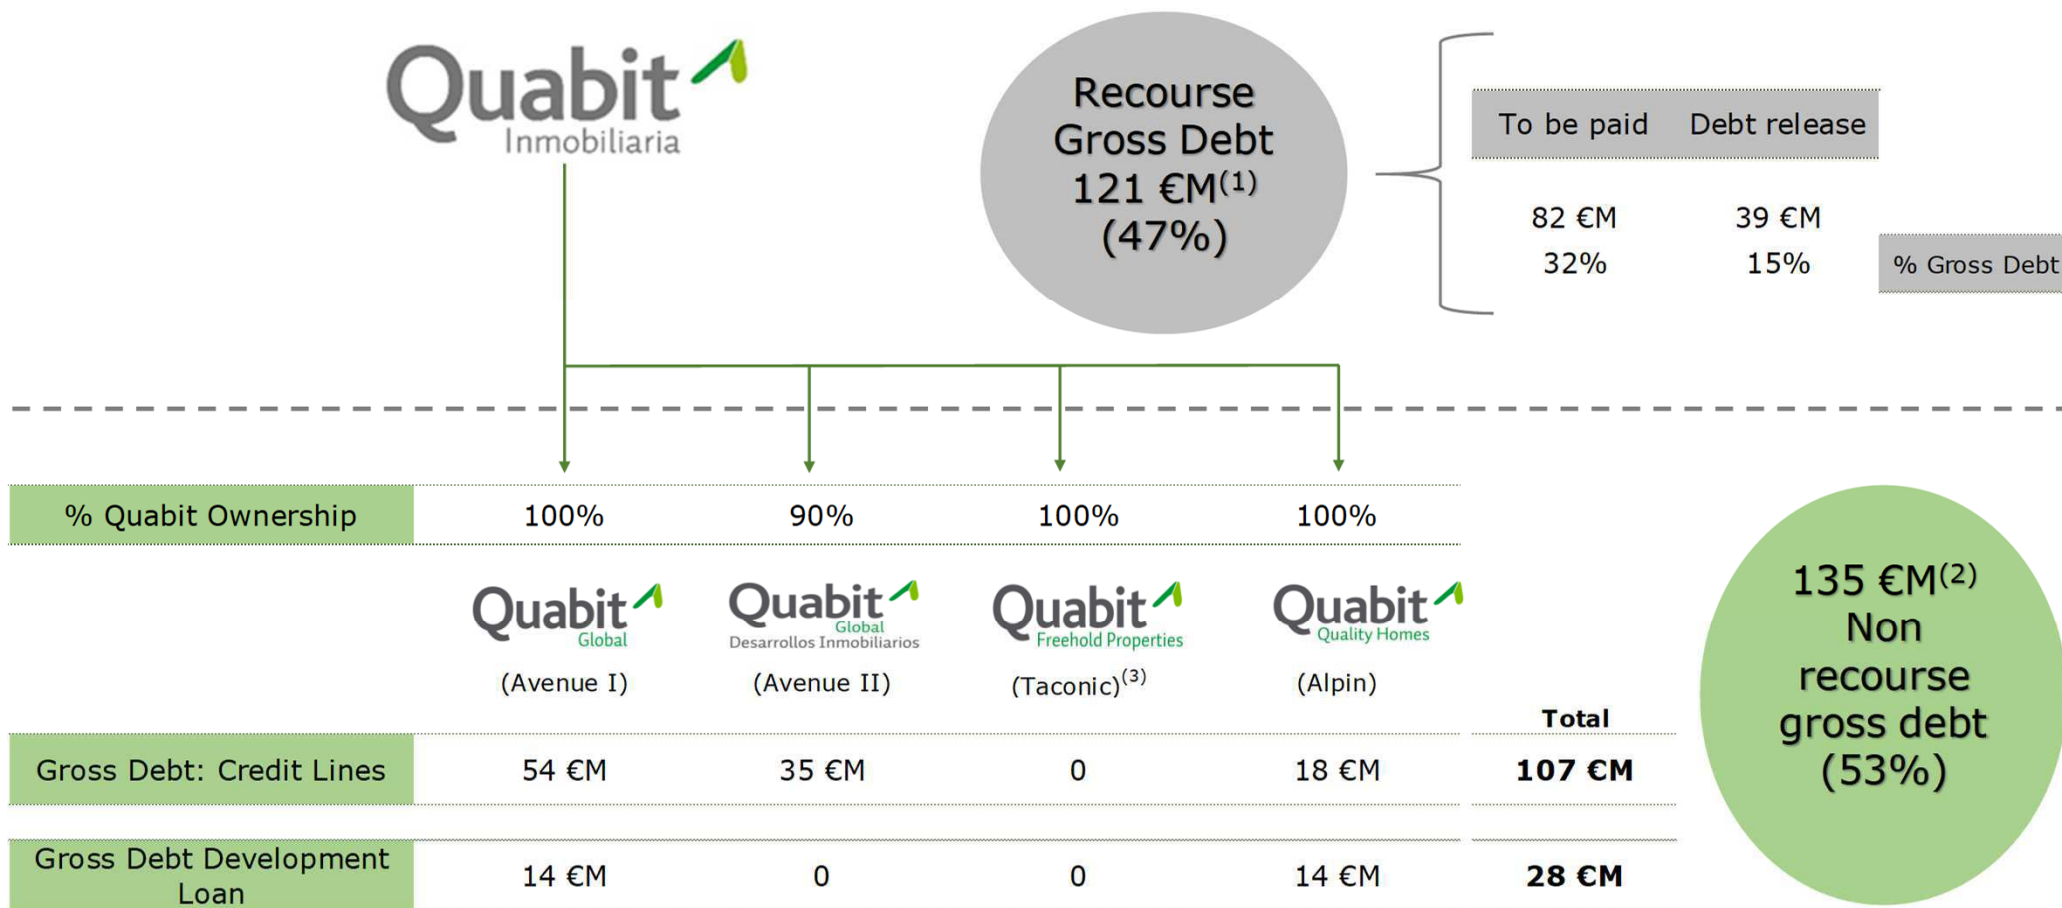 Quabit
Inmobiliaria
Recourse
Gross Debt
121 €M(1)
(47%)
To be paid Debt release
82 €M 39 €M
32% 15% % Gross Debt
% Quabit Ownership 100% 90% 100% 100%
Quabit Global
Quabit Global Desarrollos Inmobiliarios
Quabit Freehold Properties
Quabit Quality Homes
(Avenue I) (Avenue II) (Taconic)(3) (Alpin)
Total
Gross Debt: Credit Lines 54 €M 35 €M 0 18 €M 107 €M
Gross Debt Development
Loan 14 €M 0 0 14 €M 28 €M
135 €M(2)
Non
recourse
gross debt
(53%)